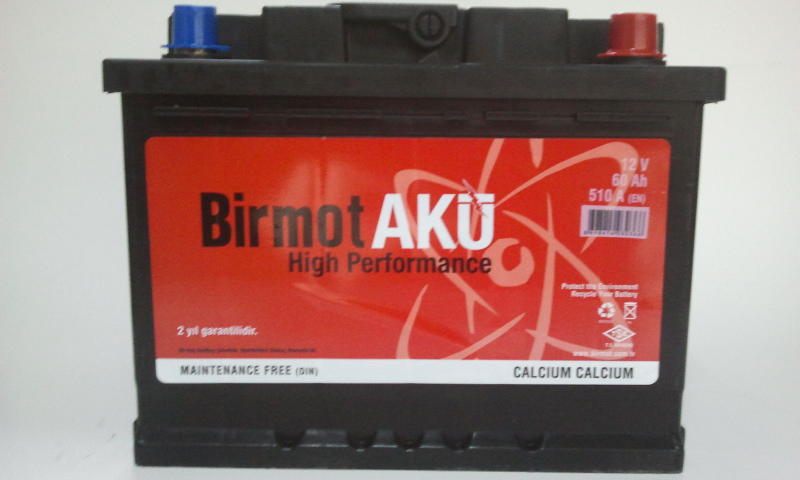 12 V
60 Ah
510 A (EN)
Birmot AKÜ
High Performance
Protect the Environment
Recycle Your Battery
2 yıl garantilidir.
www.birmot.com.tr
MAINTENANCE FREE (DIN)
CALCIUM CALCIUM